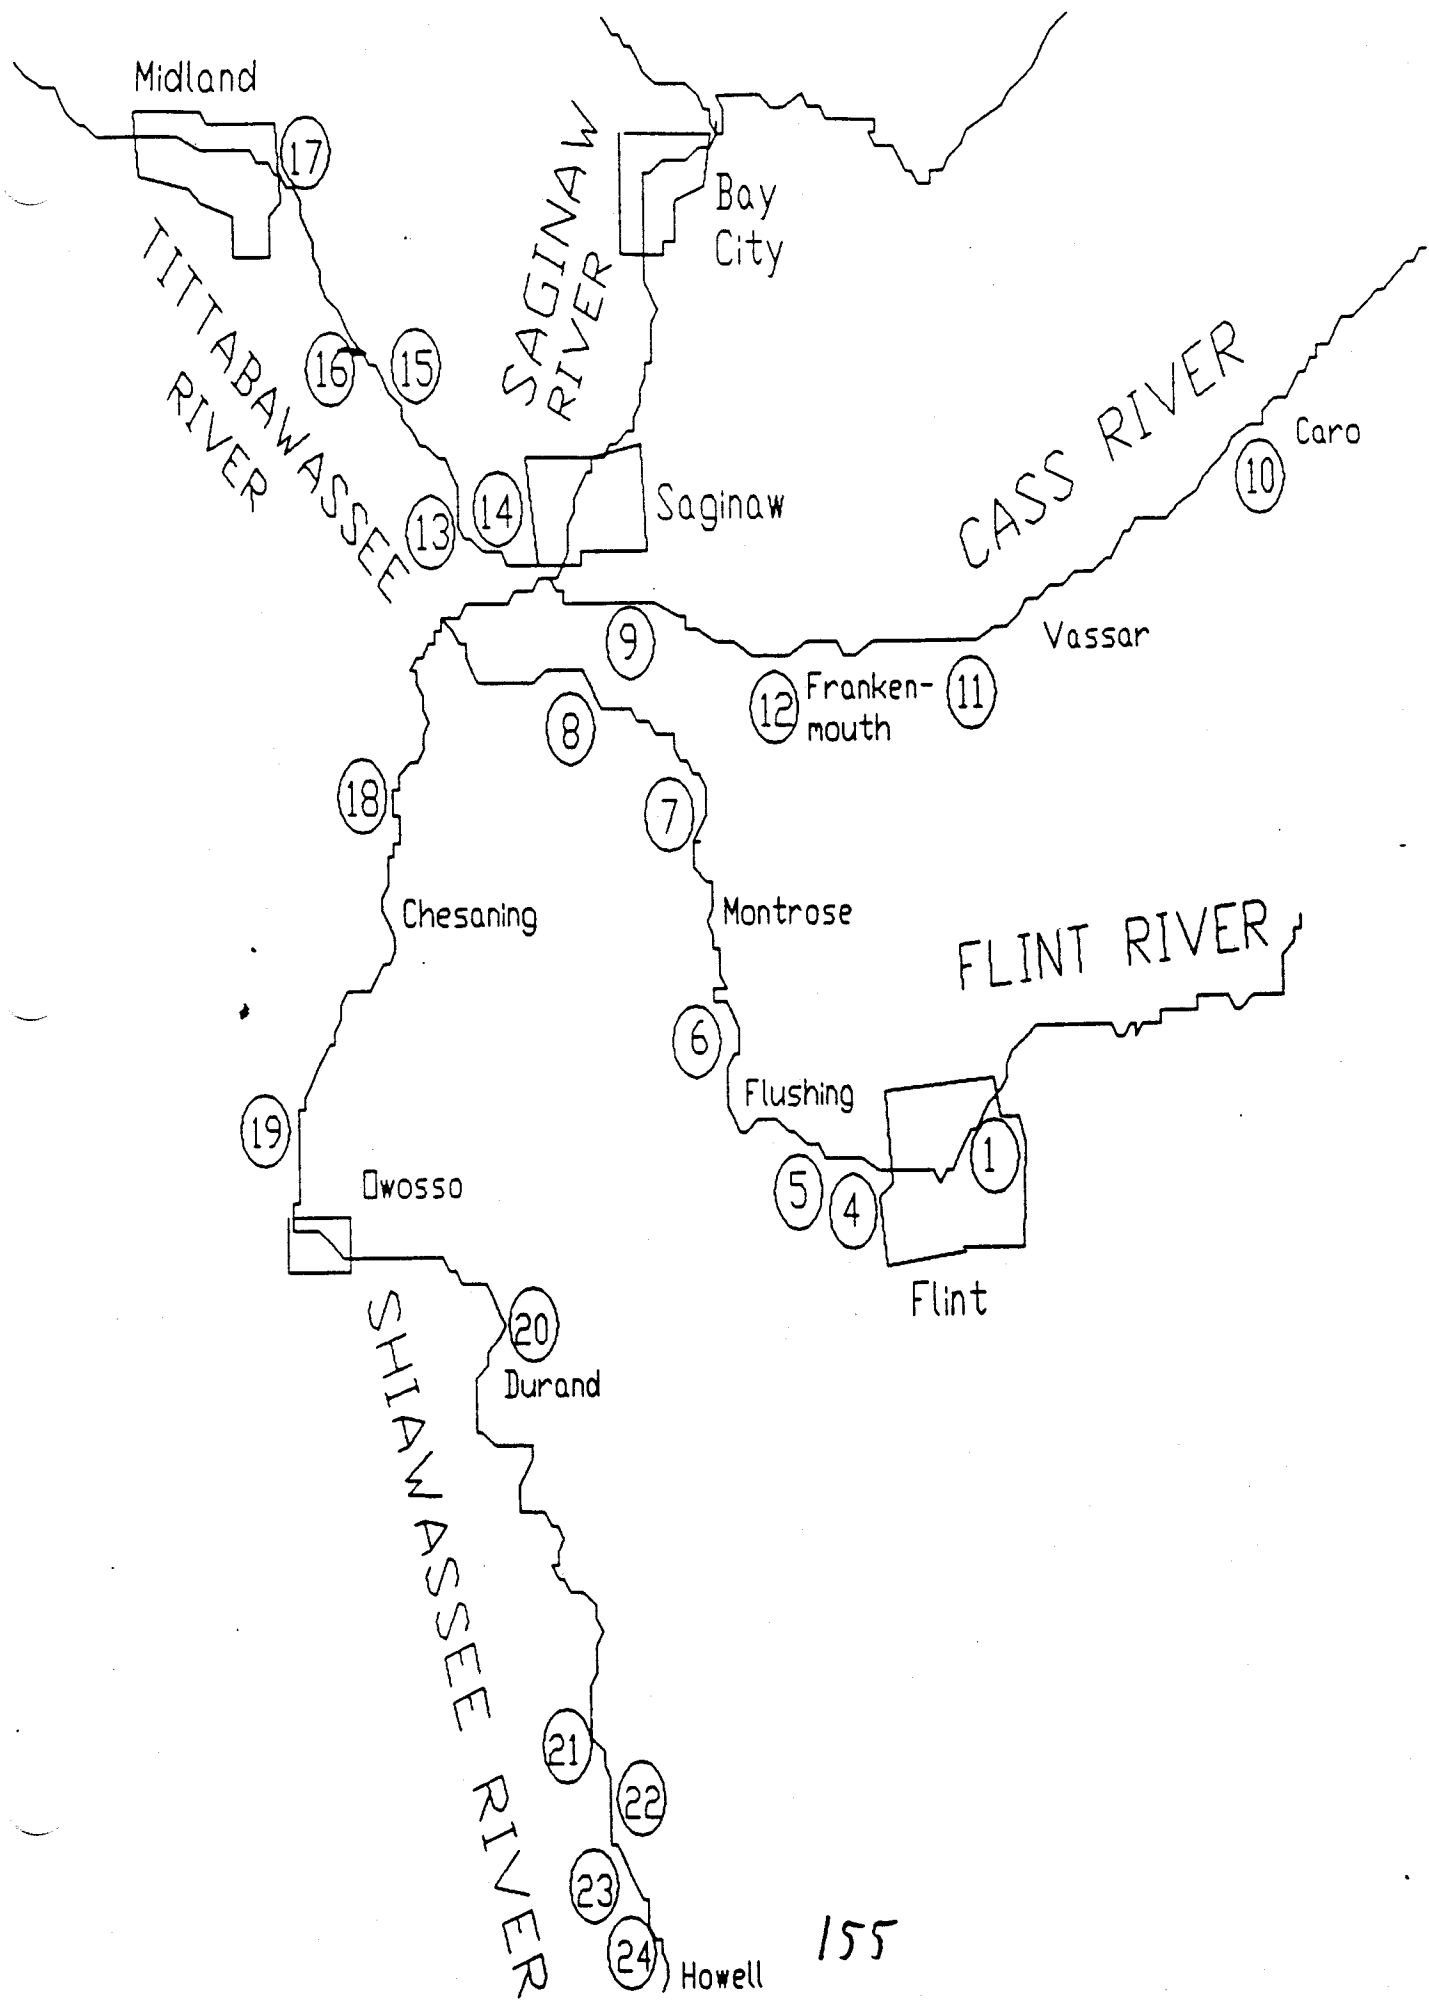 Midland
17
SAGINAW
RIVER
Bay
City
TITTABAWASSEE
RIVER
16
15
CASS RIVER
Caro
10
14
13
Saginaw
9
Vassar
12
Franken-
mouth
11
8
18
7
Chesaning
Montrose
FLINT RIVER
6
Flushing
19
1
5
4
Owosso
Flint
20
Durand
SHIAWASSEE RIVER
21
22
23
24
Howell
155